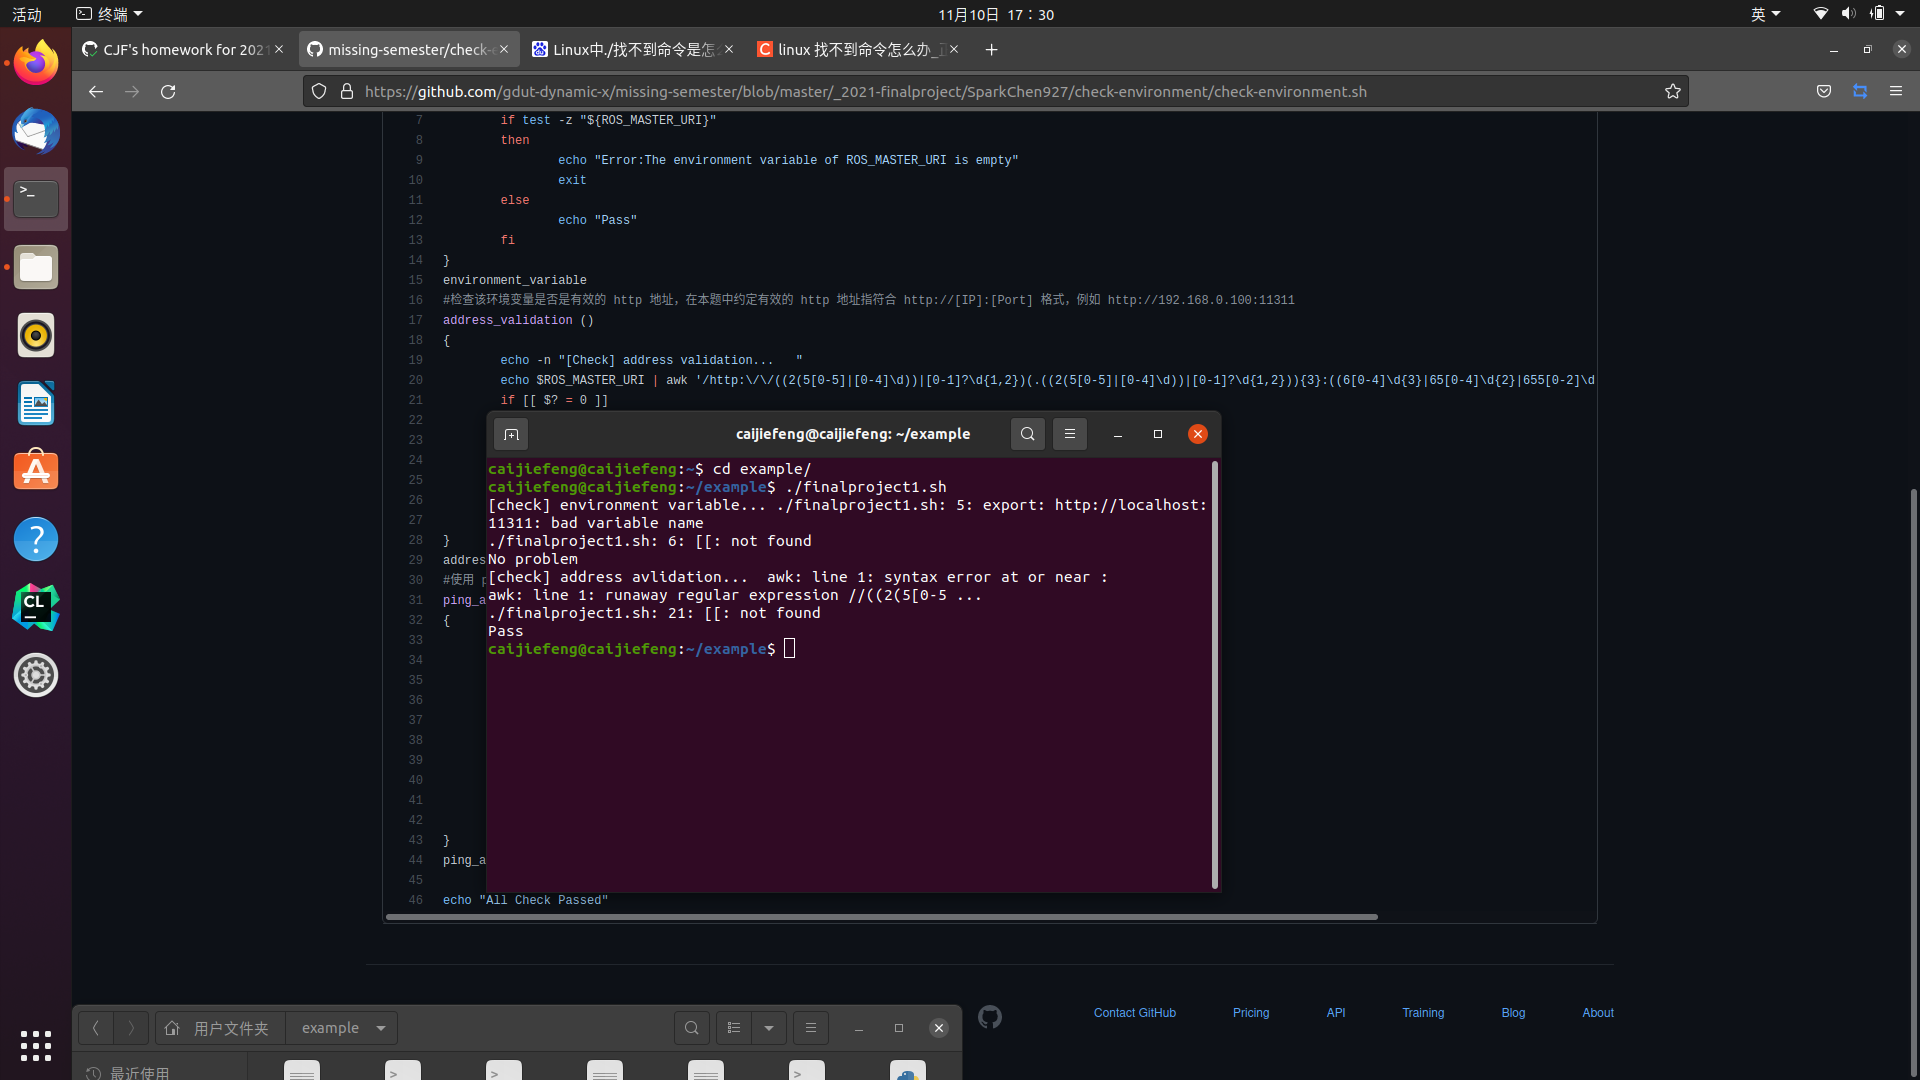 活动
终端
11月10日 17：30
英
CJF's homework for 2021
missing-semester/check-e
Linux中./找不到命令是怎么
linux 找不到命令怎么办_
https://github.com/gdut-dynamic-x/missing-semester/blob/master/_2021-finalproject/SparkChen927/check-environment/check-environment.sh
7 if test -z "${ROS_MASTER_URI}"
8 then
9 echo "Error:The environment variable of ROS_MASTER_URI is empty"
10 exit
11 else
12 echo "Pass"
13 fi
14 }
15 environment_variable
16 #检查该环境变量是否是有效的 http 地址，在本题中约定有效的 http 地址指符合 http://[IP]:[Port] 格式，例如 http://192.168.0.100:11311
17 address_validation ()
18 {
19 echo -n "[Check] address validation...   "
20 echo $ROS_MASTER_URI | awk '/http:\/\/((2(5[0-5]|[0-4]\d))|[0-1]?\d{1,2})(.((2(5[0-5]|[0-4]\d))|[0-1]?\d{1,2})){3}:((6[0-4]\d{3}|65[0-4]\d{2}|655[0-2]\d
21 if [[ $? = 0 ]]
22
23
24
25
26
27
28 }
29 addres
30 #使用 p
31 ping_a
32 {
33
34
35
36
37
38
39
40
41
42
43 }
44 ping_a
45
46 echo "All Check Passed"
caijiefeng@caijiefeng: ~/example
caijiefeng@caijiefeng:~$ cd example/
caijiefeng@caijiefeng:~/example$ ./finalproject1.sh
[check] environment variable... ./finalproject1.sh: 5: export: http://localhost:
11311: bad variable name
./finalproject1.sh: 6: [[: not found
No problem
[check] address avlidation...  awk: line 1: syntax error at or near :
awk: line 1: runaway regular expression //((2(5[0-5 ...
./finalproject1.sh: 21: [[: not found
Pass
caijiefeng@caijiefeng:~/example$
Contact GitHub
Pricing
API
Training
Blog
About
用户文件夹
example
最近使用